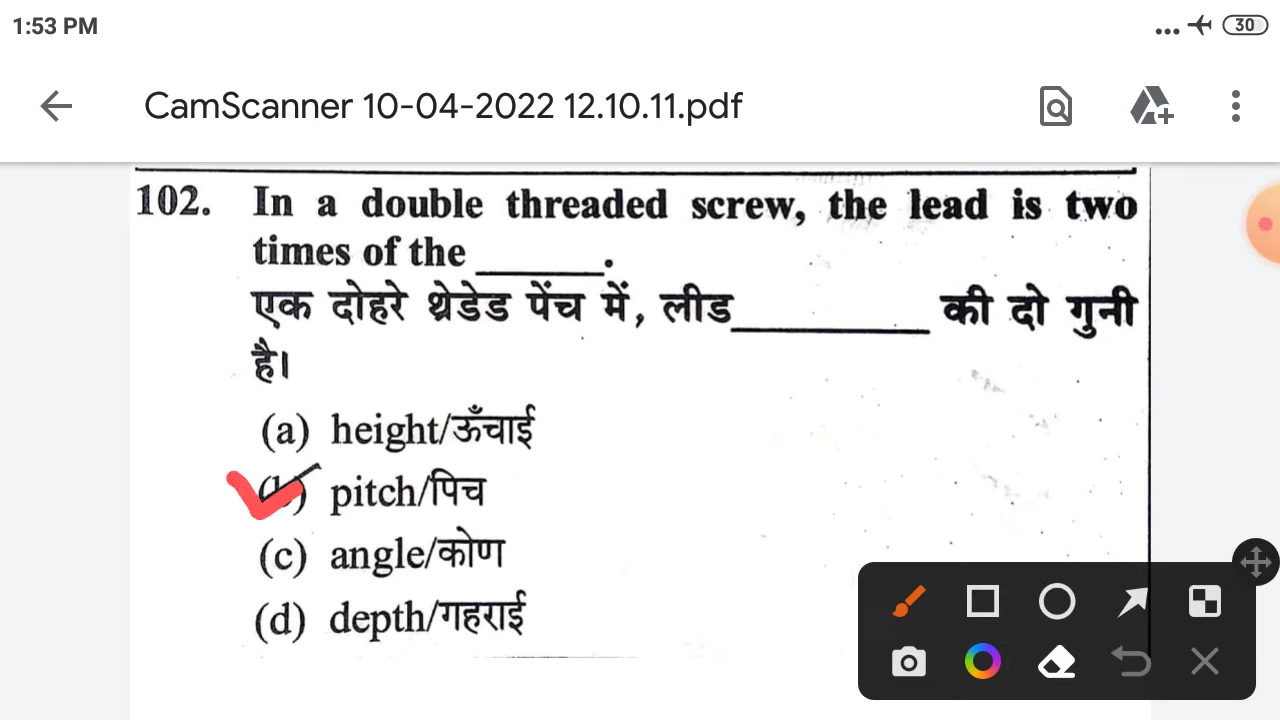 1:53 PM
30
CamScanner 10-04-2022 12.10.11.pdf
102. In a double threaded screw, the lead is two
times of the ______.
एक दोहरे थ्रेडेड पेंच में, लीड__________ की दो गुनी
है।
(a) height/ऊँचाई
(b) pitch/पिच
(c) angle/कोण
(d) depth/गहराई